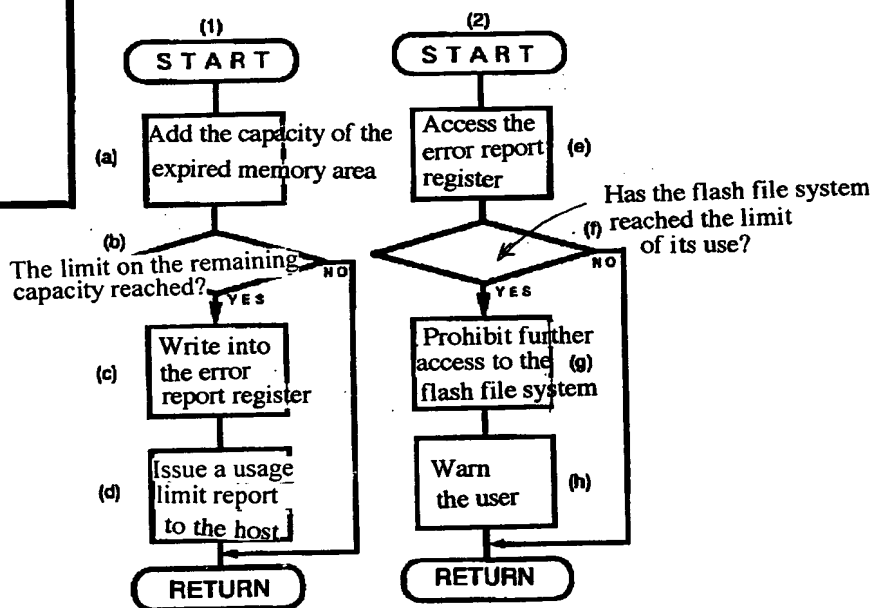 (1)
START
(a)
Add the capacity of the
expired memory area
(b)
The limit on the remaining
capacity reached?
NO
YES
(c)
Write into
the error
report register
(d)
Issue a usage
limit report
to the host
RETURN
(2)
START
Access the
error report
register
(e)
Has the flash file system
reached the limit
of its use?
(f)
NO
YES
Prohibit further
access to the
flash file system
(g)
Warn
the user
(h)
RETURN